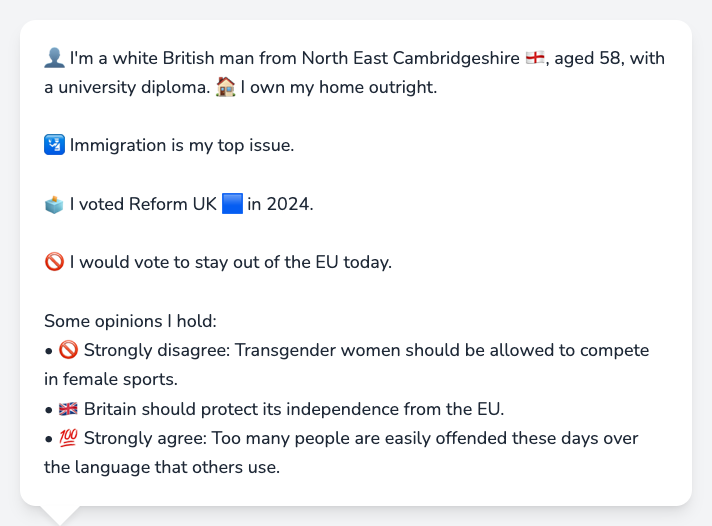 👤 I'm a white British man from North East Cambridgeshire 🏴󠁧󠁢󠁥󠁮󠁧󠁿, aged 58, with
a university diploma. 🏠 I own my home outright.
🛂 Immigration is my top issue.
🗳️ I voted Reform UK 🟦 in 2024.
🚫 I would vote to stay out of the EU today.
Some opinions I hold:
• 🚫 Strongly disagree: Transgender women should be allowed to compete
in female sports.
• 🇬🇧 Britain should protect its independence from the EU.
• 💯 Strongly agree: Too many people are easily offended these days over
the language that others use.